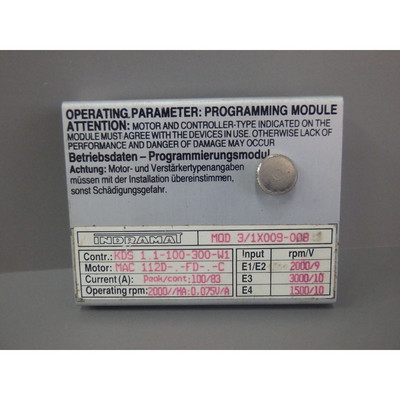 OPERATING.PARAMETER: PROGRAMMING MODULE
ATTENTION: MOTOR AND CONTROLLER-TYPE INDICATED ON THE
MODULE MUST AGREE WITH THE DEVICES IN USE. OTHERWISE LACK OF
PERFORMANCE AND DANGER OF DAMAGE MAY OCCUR
Betriebsdaten – Programmierungsmodul
Achtung: Motor- und Verstärkertypenangaben
müssen mit der Installation übereinstimmen,
sonst Schädigungsgefahr.
INDRAMAT MOD 3/1X009-008
Contr.: KDS 1.1-100-300-W1 Input rpm/V
Motor: MAC 112D-.-FD-.-C E1/E2 2000/9
Current (A): Peak/cont:100/83 E3 3000/10
Operating rpm: 2000//MA:0.075V/A E4 1500/10